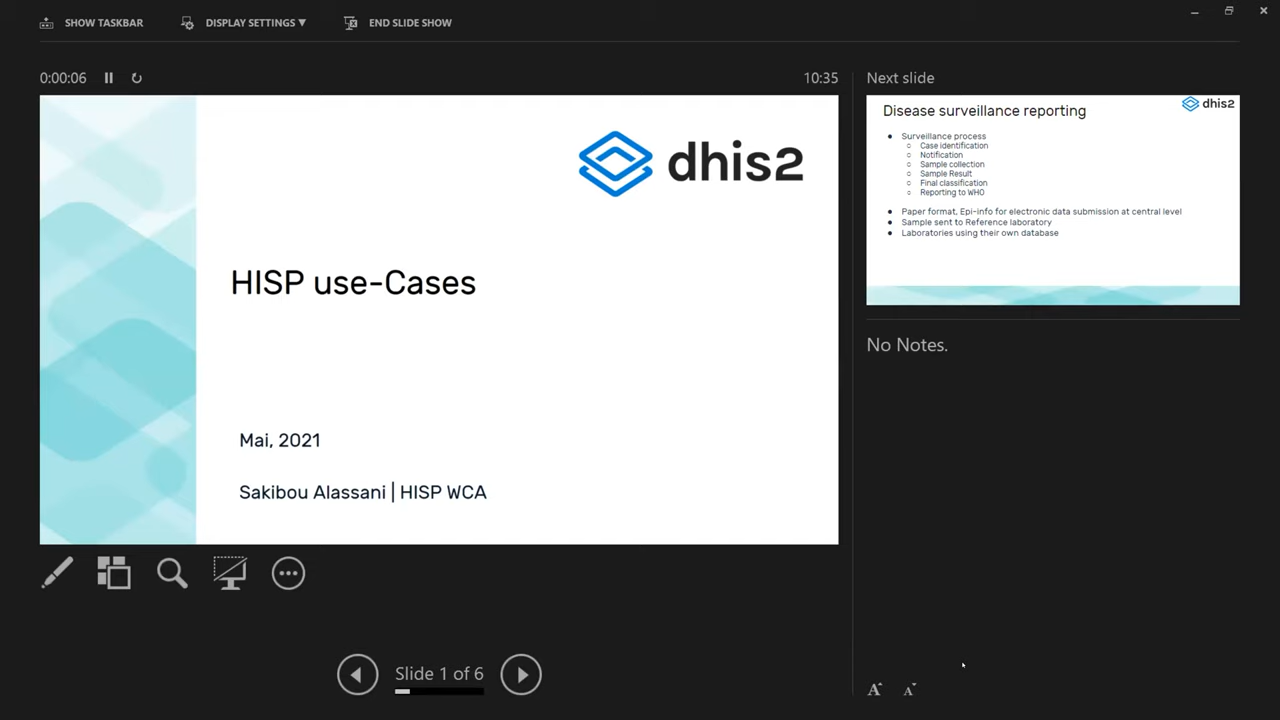 SHOW TASKBAR
DISPLAY SETTINGS ▼
END SLIDE SHOW
0:00:06
10:35
dhis2
HISP use-Cases
Mai, 2021
Sakibou Alassani | HISP WCA
Slide 1 of 6
Next slide
Disease surveillance reporting
dhis2
● Surveillance process
○ Case identification
○ Notification
○ Sample collection
○ Sample Result
○ Final classification
○ Reporting to WHO
● Paper format, Epi-info for electronic data submission at central level
● Sample sent to Reference laboratory
● Laboratories using their own database
No Notes.
A A